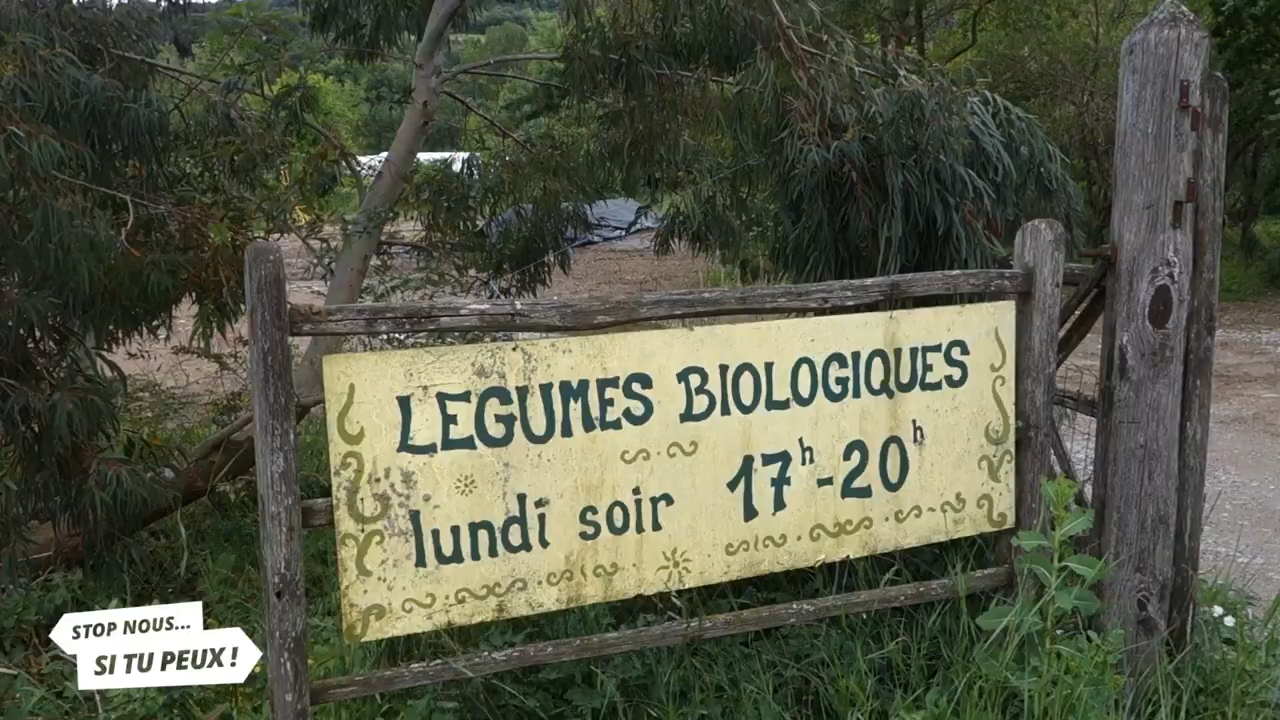 LEGUMES BIOLOGIQUES
lundi soir 17h-20h
STOP NOUS...
SI TU PEUX !